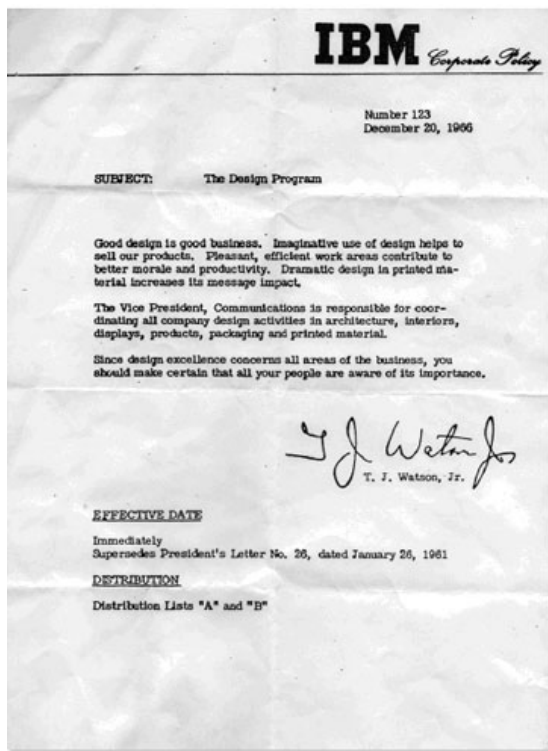 IBM Corporate Policy
Number 123
December 20, 1966
SUBJECT: The Design Program
Good design is good business. Imaginative use of design helps to
sell our products. Pleasant, efficient work areas contribute to
better morale and productivity. Dramatic design in printed ma-
terial increases its message impact.
The Vice President, Communications is responsible for coor-
dinating all company design activities in architecture, interiors,
displays, products, packaging and printed material.
Since design excellence concerns all areas of the business, you
should make certain that all your people are aware of its importance.
T J Watson Jr
T. J. Watson, Jr.
EFFECTIVE DATE
Immediately
Supersedes President's Letter No. 26, dated January 26, 1961
DISTRIBUTION
Distribution Lists "A" and "B"